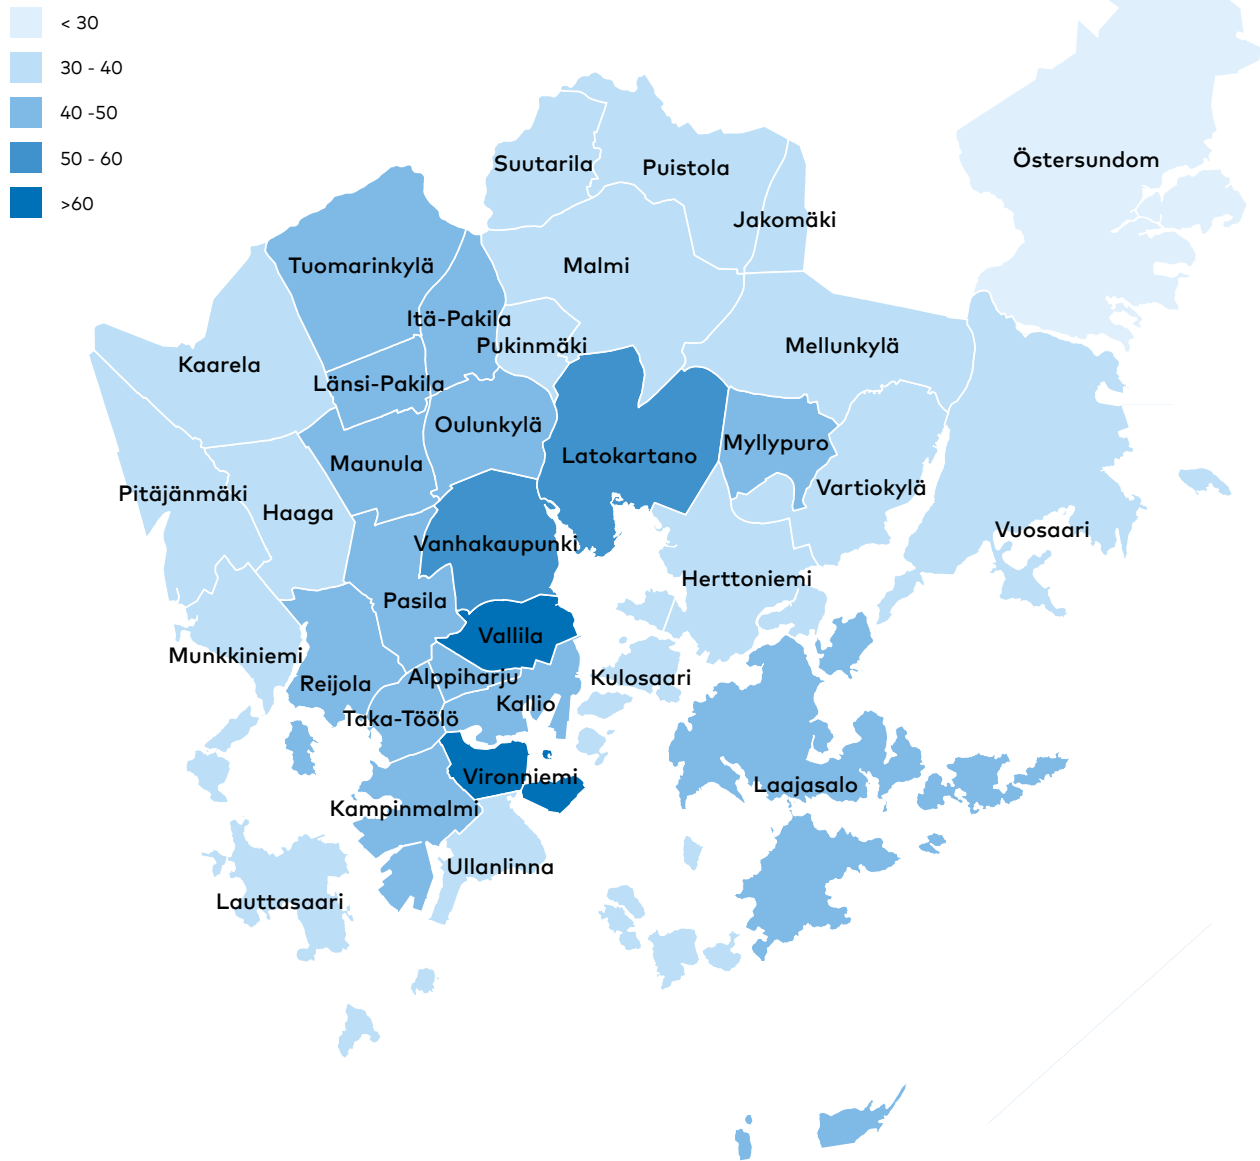 < 30
30 - 40
40 -50
50 - 60
>60
Östersundom
Suutarila
Puistola
Jakomäki
Tuomarinkylä
Malmi
Itä-Pakila
Pukinmäki
Mellunkylä
Kaarela
Länsi-Pakila
Oulunkylä
Myllypuro
Latokartano
Maunula
Vartiokylä
Pitäjänmäki
Haaga
Vuosaari
Vanhakaupunki
Herttoniemi
Pasila
Vallila
Munkkiniemi
Alppiharju
Kulosaari
Reijola
Kallio
Taka-Töölö
Vironniemi
Laajasalo
Kampinmalmi
Ullanlinna
Lauttasaari